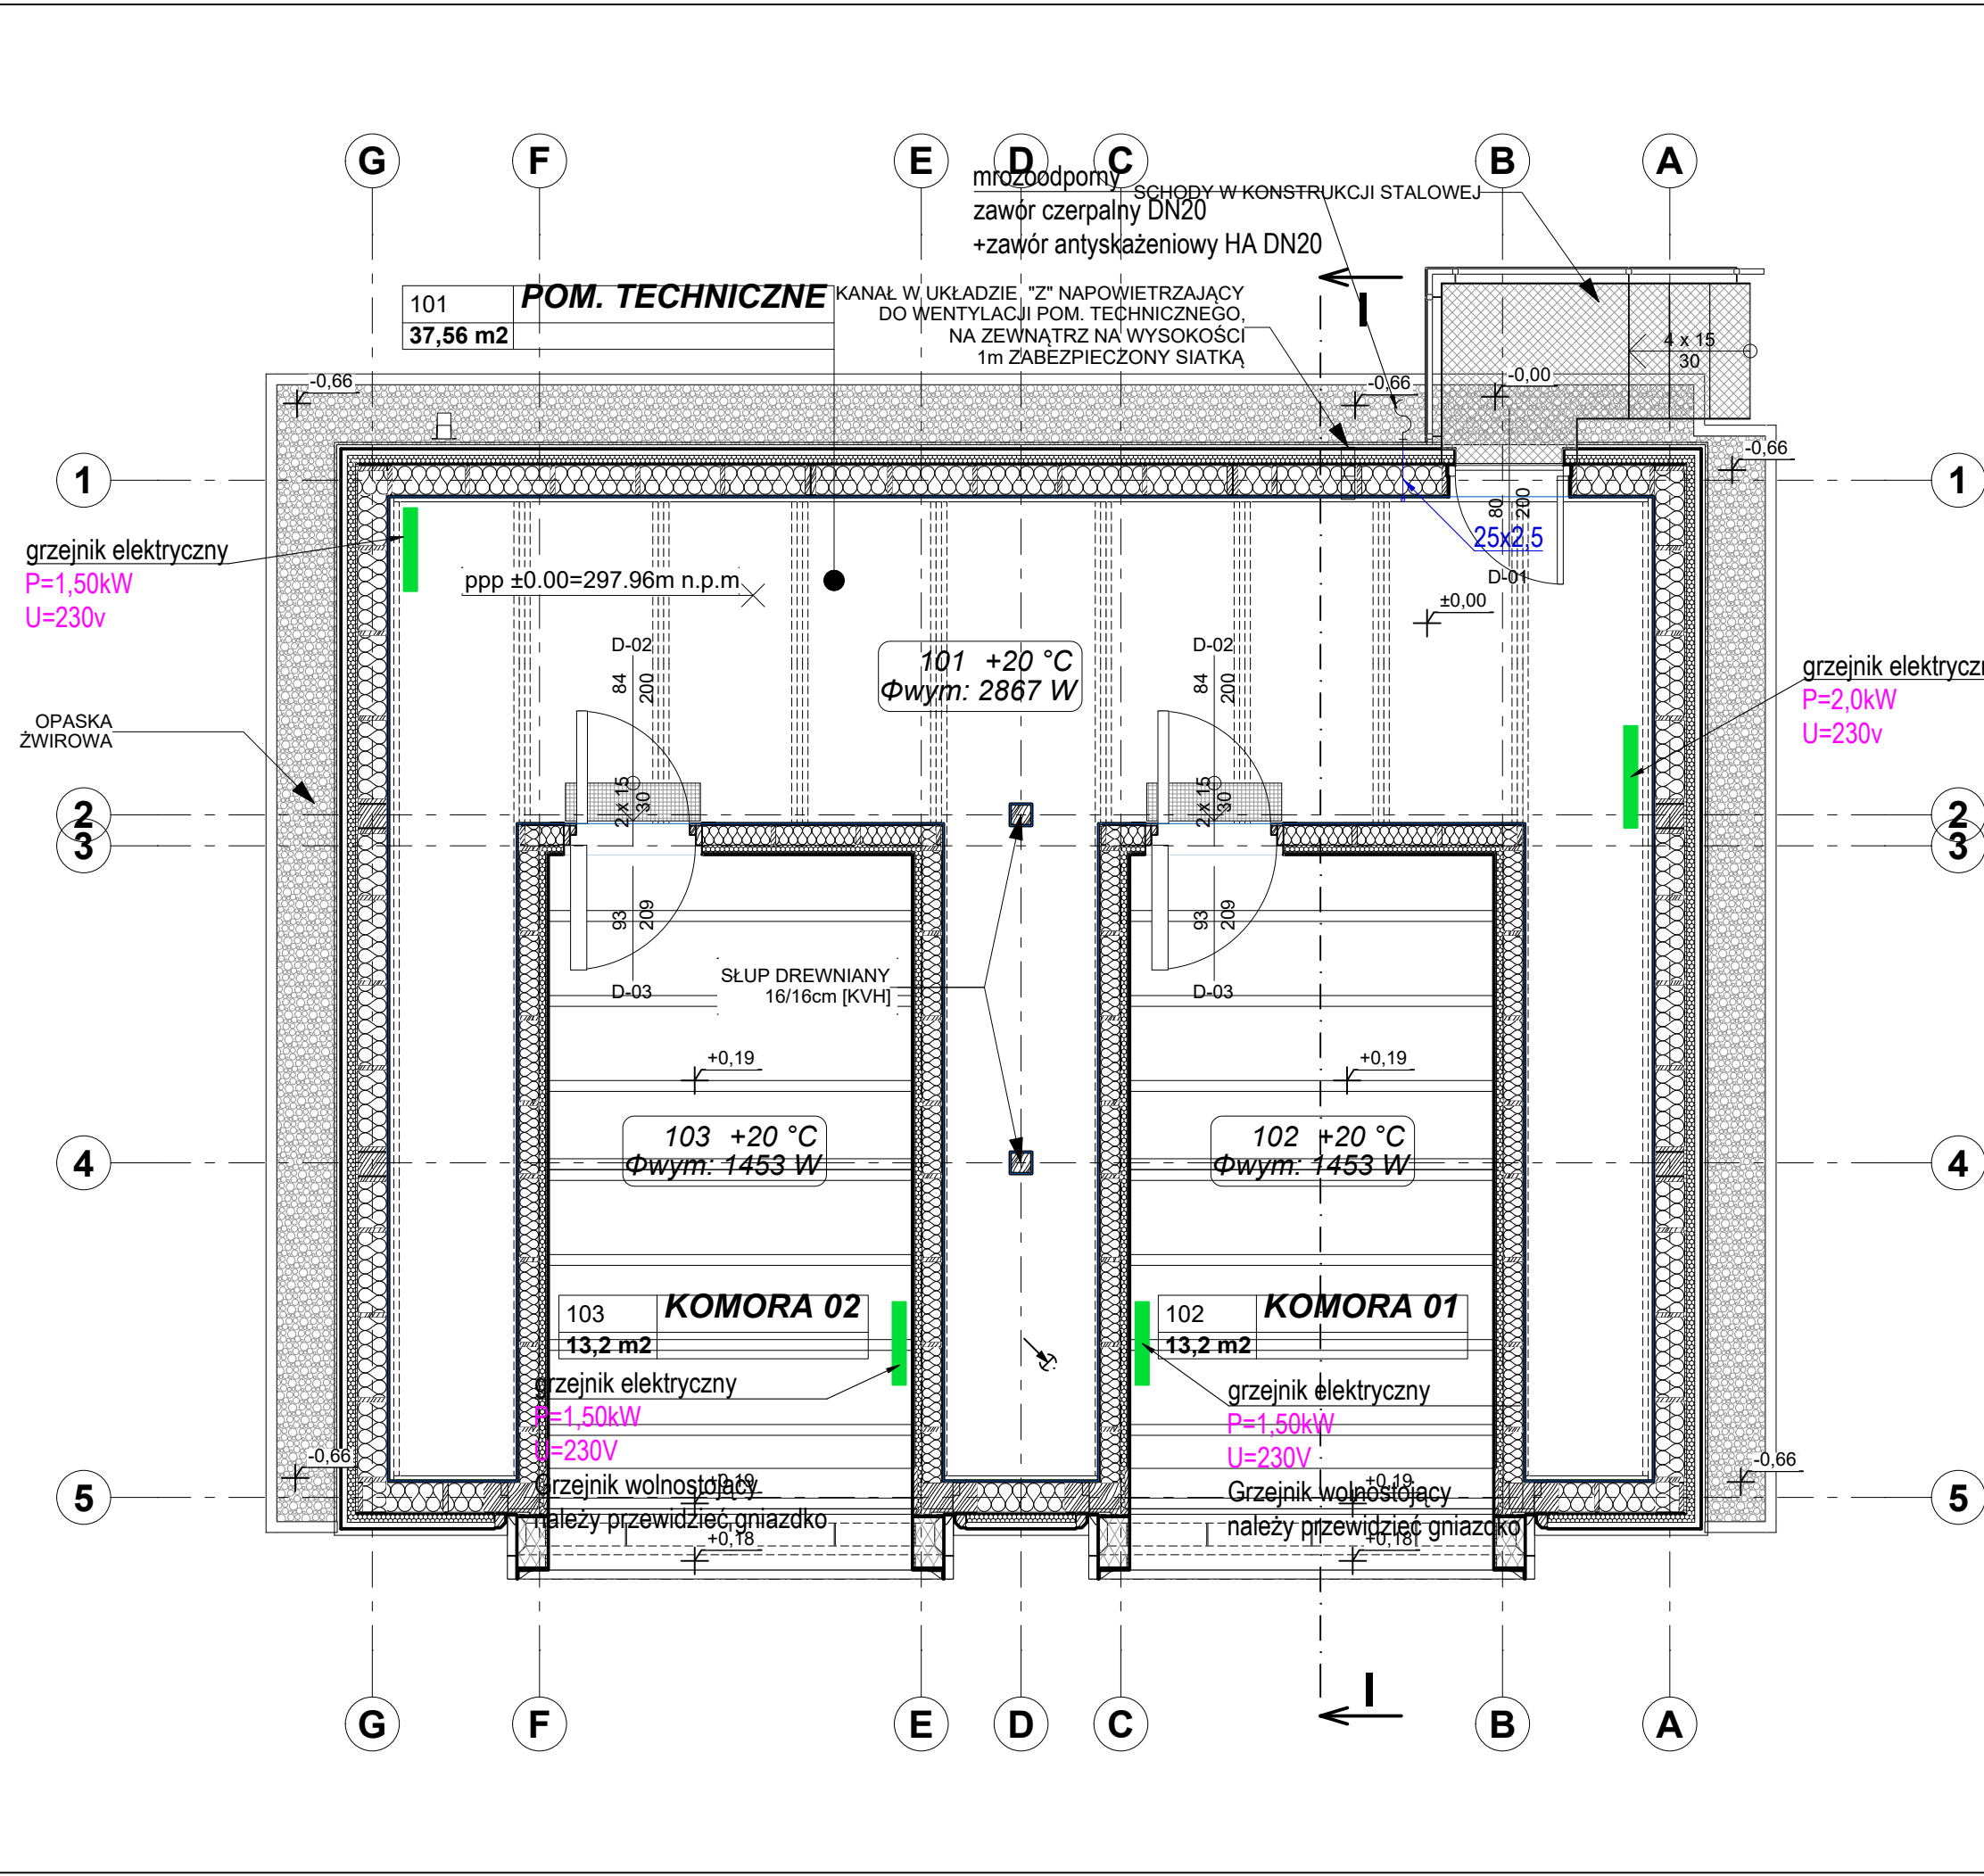 G F E D C B A
mrozoodporny
zawór czerpalny DN20
+zawór antyskażeniowy HA DN20
SCHODY W KONSTRUKCJI STALOWEJ
101 POM. TECHNICZNE
37,56 m2
KANAŁ W UKŁADZIE "Z" NAPOWIETRZAJĄCY
DO WENTYLACJI POM. TECHNICZNEGO,
NA ZEWNĄTRZ NA WYSOKOŚCI
1m ZABEZPIECZONY SIATKĄ
I
4 x 15
30
-0,66
-0,66
-0,00
-0,66
1
1
80
200
25x2,5
D-01
±0,00
grzejnik elektryczny
P=1,50kW
U=230v
ppp ±0.00=297.96m n.p.m
D-02
84
200
101 +20 °C
Φwym: 2867 W
D-02
84
200
P=2,0kW
U=230v
grzejnik
OPASKA
ŻWIROWA
2 x 15
30
2 x 15
30
2
3
2
3
93
209
D-03
93
209
D-03
SŁUP DREWNIANY
16/16cm [KVH]
+0,19
+0,19
103 +20 °C
Φwym: 1453 W
102 +20 °C
Φwym: 1453 W
4
4
103 KOMORA 02
13,2 m2
102 KOMORA 01
13,2 m2
grzejnik elektryczny
P=1,50kW
U=230V
Grzejnik wolnostojący
należy przewidzieć gniazdko
grzejnik elektryczny
P=1,50kW
U=230V
Grzejnik wolnostojący
należy przewidzieć gniazdko
-0,66
+0,19
+0,18
+0,19
+0,18
-0,66
5
5
I
G F E D C B A